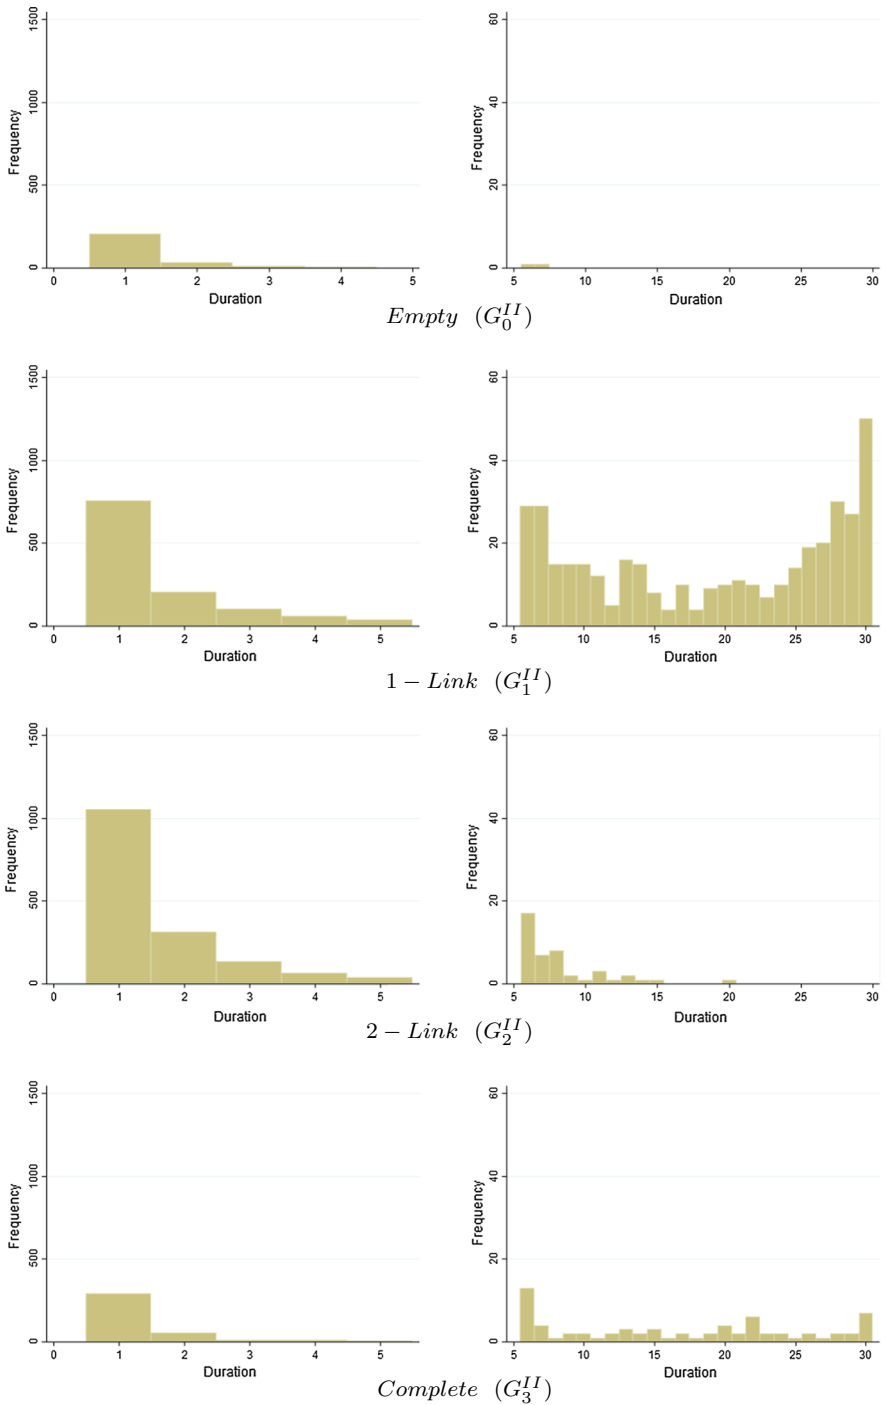 Frequency
0 500 1000 1500
0 1 2 3 4 5
Duration
Frequency
0 20 40 60
5 10 15 20 25 30
Duration
Empty (G_0^{II})
Frequency
0 500 1000 1500
0 1 2 3 4 5
Duration
Frequency
0 20 40 60
5 10 15 20 25 30
Duration
1 − Link (G_1^{II})
Frequency
0 500 1000 1500
0 1 2 3 4 5
Duration
Frequency
0 20 40 60
5 10 15 20 25 30
Duration
2 − Link (G_2^{II})
Frequency
0 500 1000 1500
0 1 2 3 4 5
Duration
Frequency
0 20 40 60
5 10 15 20 25 30
Duration
Complete (G_3^{II})